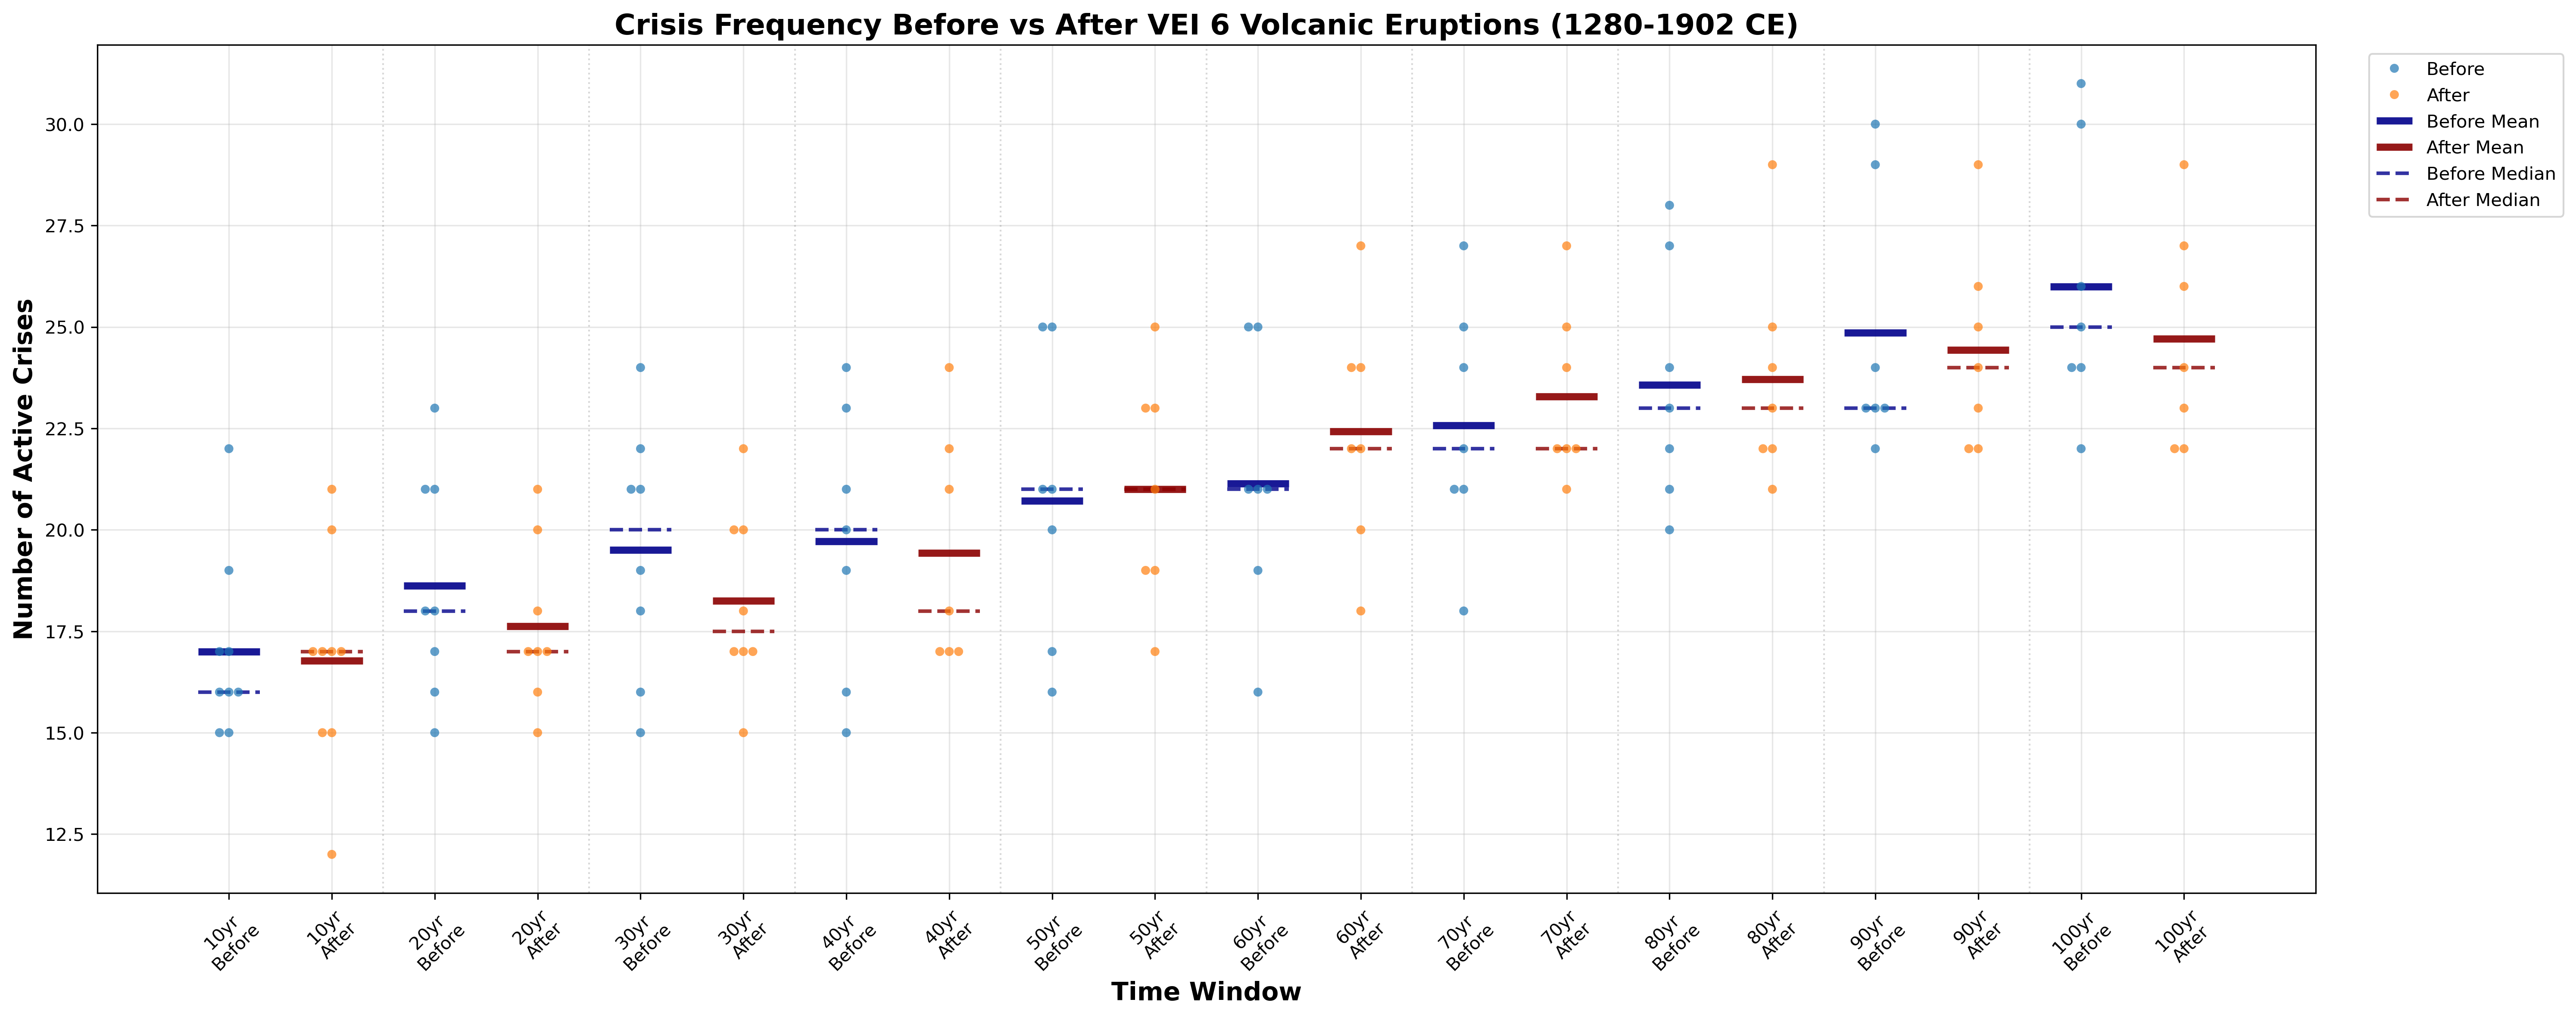 Crisis Frequency Before vs After VEI 6 Volcanic Eruptions (1280-1902 CE)
Before
After
Before Mean
After Mean
Before Median
After Median
Number of Active Crises
30.0
27.5
25.0
22.5
20.0
17.5
15.0
12.5
10yr
Before
10yr
After
20yr
Before
20yr
After
30yr
Before
30yr
After
40yr
Before
40yr
After
50yr
Before
50yr
After
60yr
Before
60yr
After
70yr
Before
70yr
After
80yr
Before
80yr
After
90yr
Before
90yr
After
100yr
Before
100yr
After
Time Window